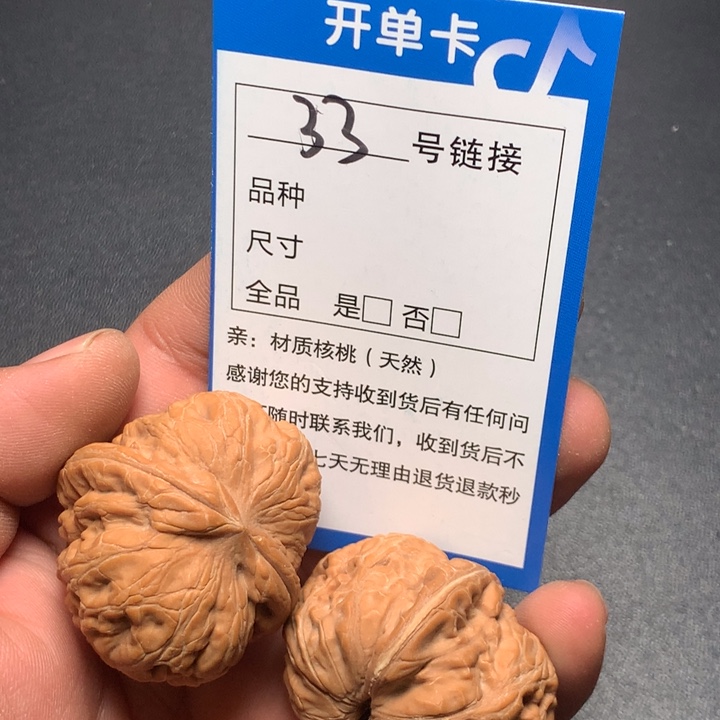 开单卡
33 号链接
品种
尺寸
全品 是□ 否□
亲：材质核桃（天然）
感谢您的支持收到货后有任何问
随时联系我们，收到货后不
七天无理由退货退款秒